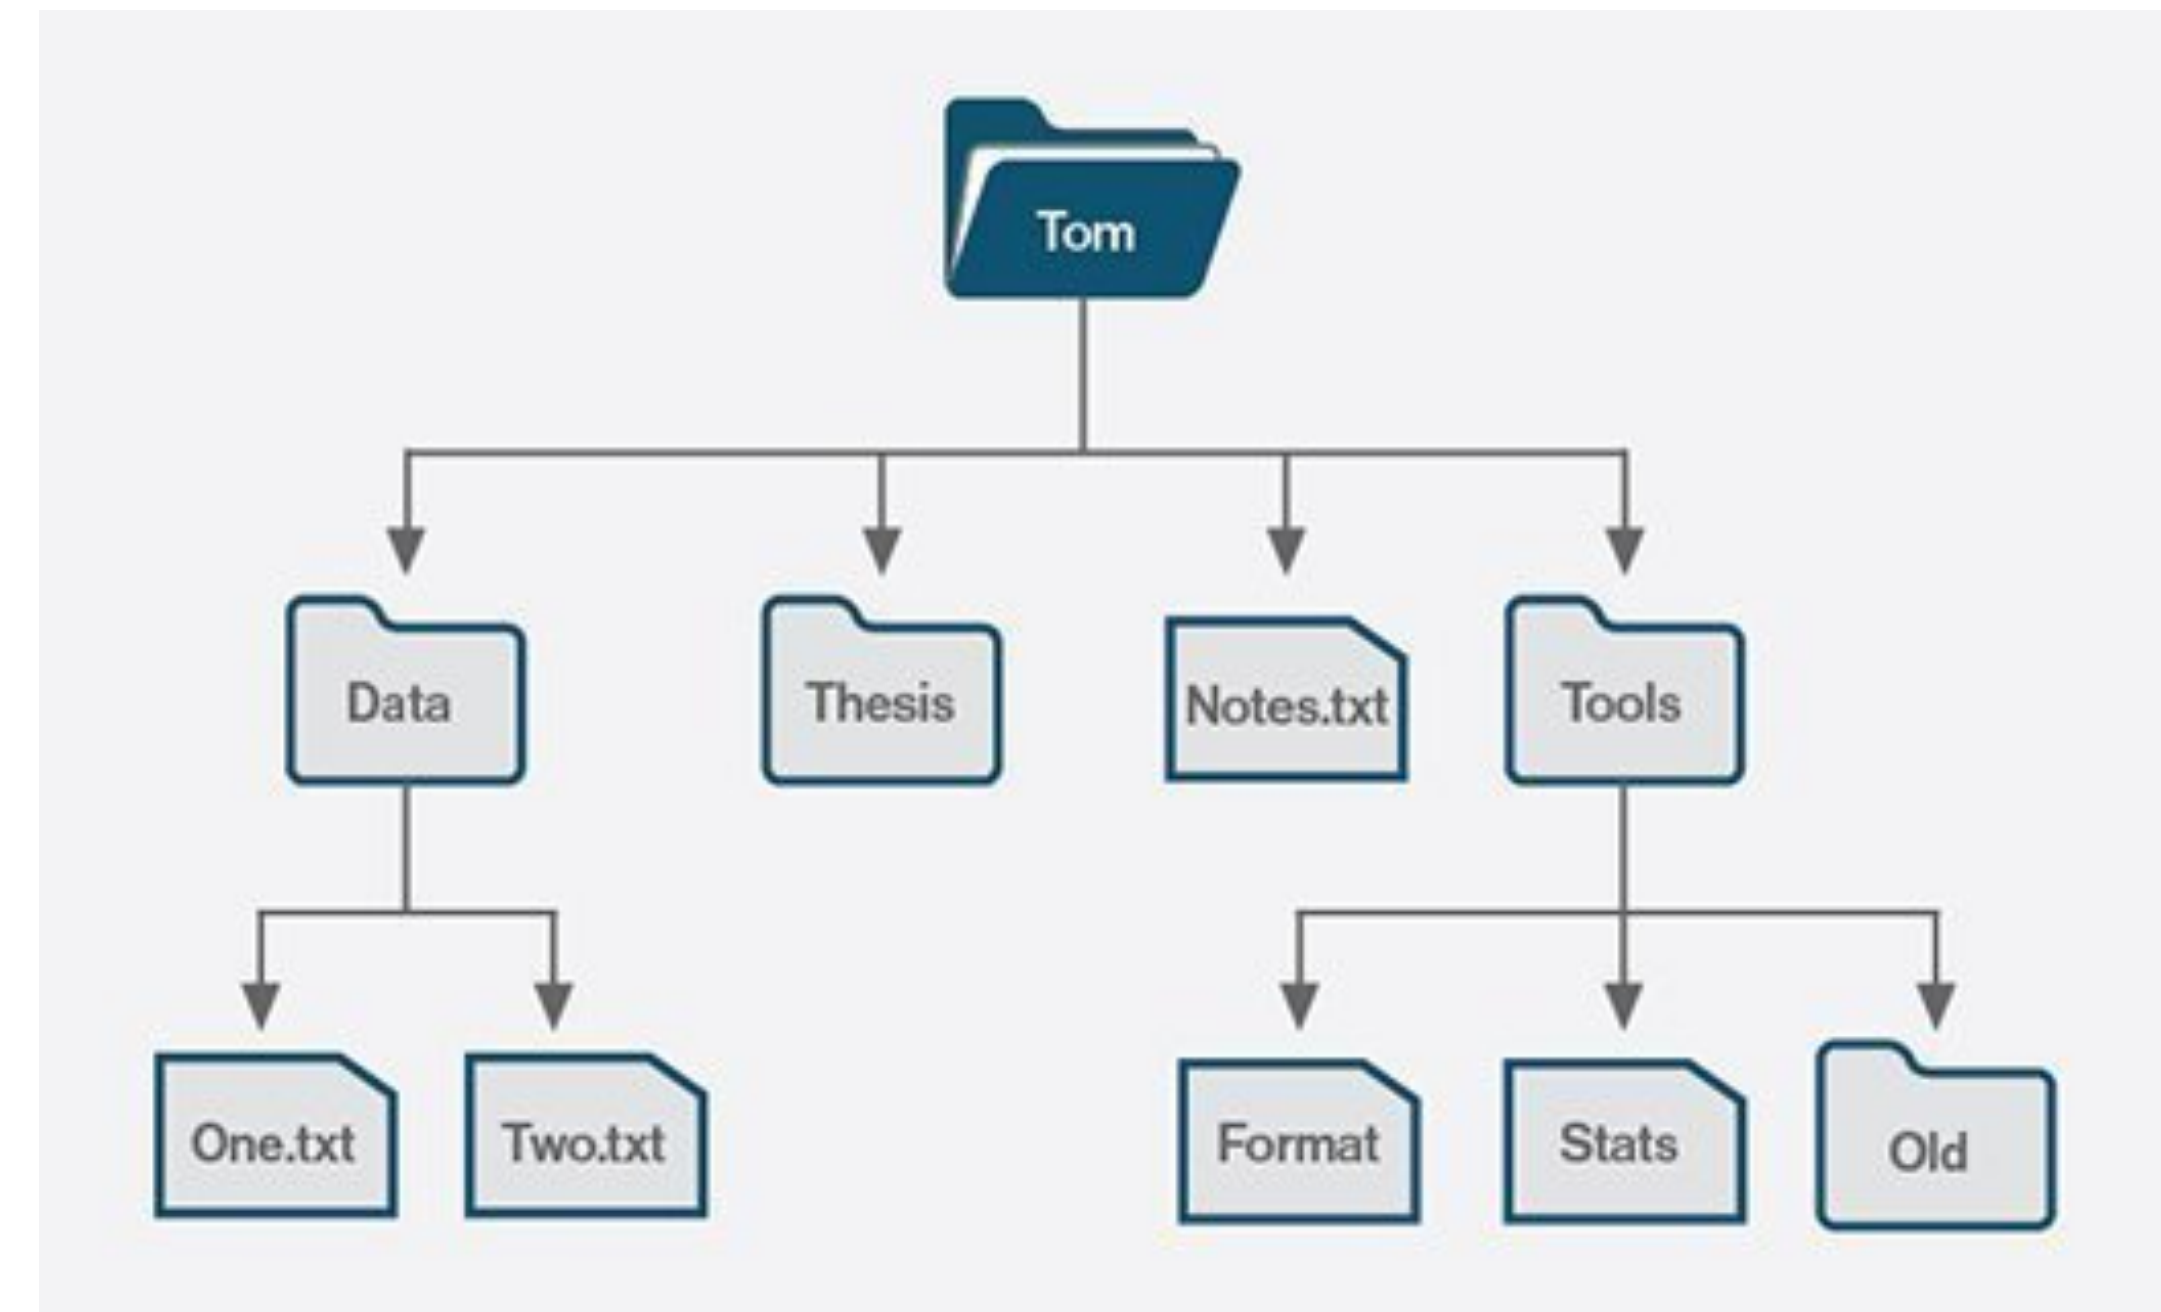 Tom
Data
Thesis
Notes.txt
Tools
One.txt
Two.txt
Format
Stats
Old